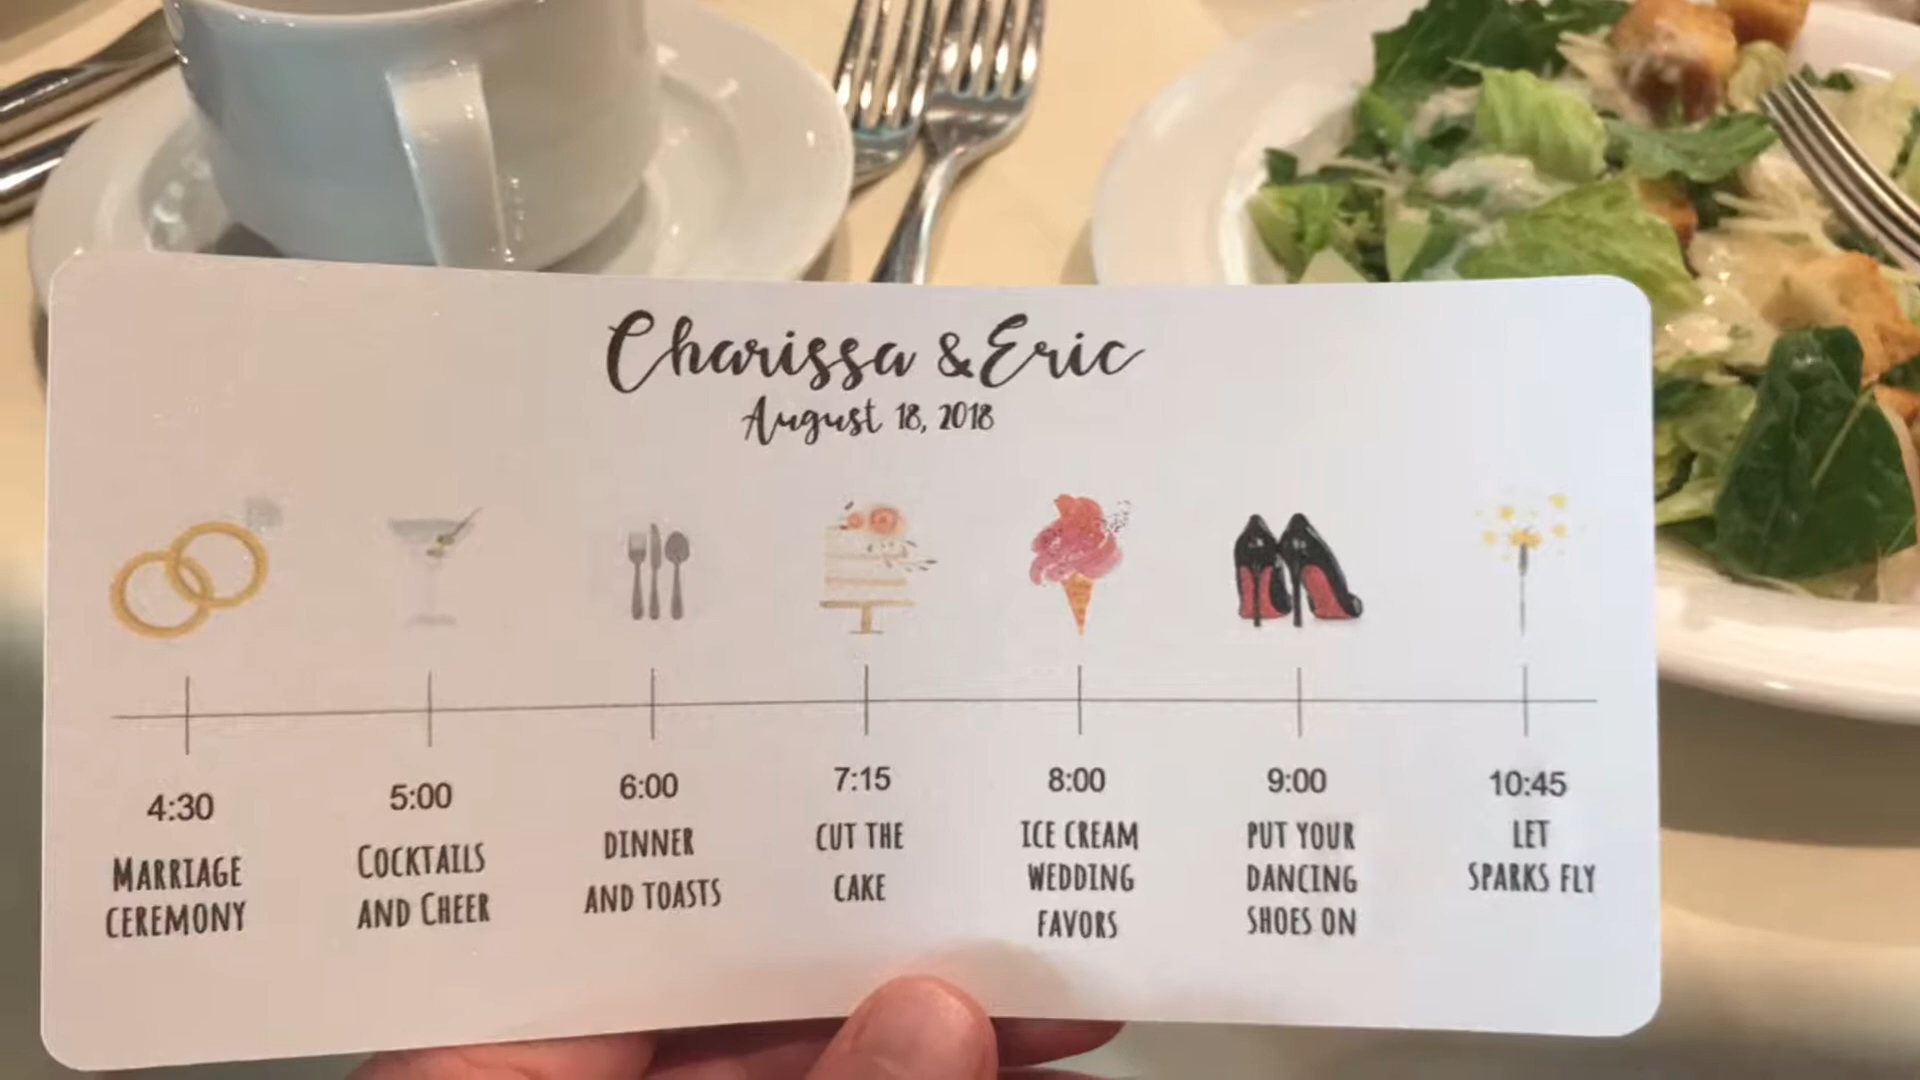 Charissa & Eric
August 18, 2018
4:30
MARRIAGE
CEREMONY
5:00
COCKTAILS
AND CHEER
6:00
DINNER
AND TOASTS
7:15
CUT THE
CAKE
8:00
ICE CREAM
WEDDING
FAVORS
9:00
PUT YOUR
DANCING
SHOES ON
10:45
LET
SPARKS FLY